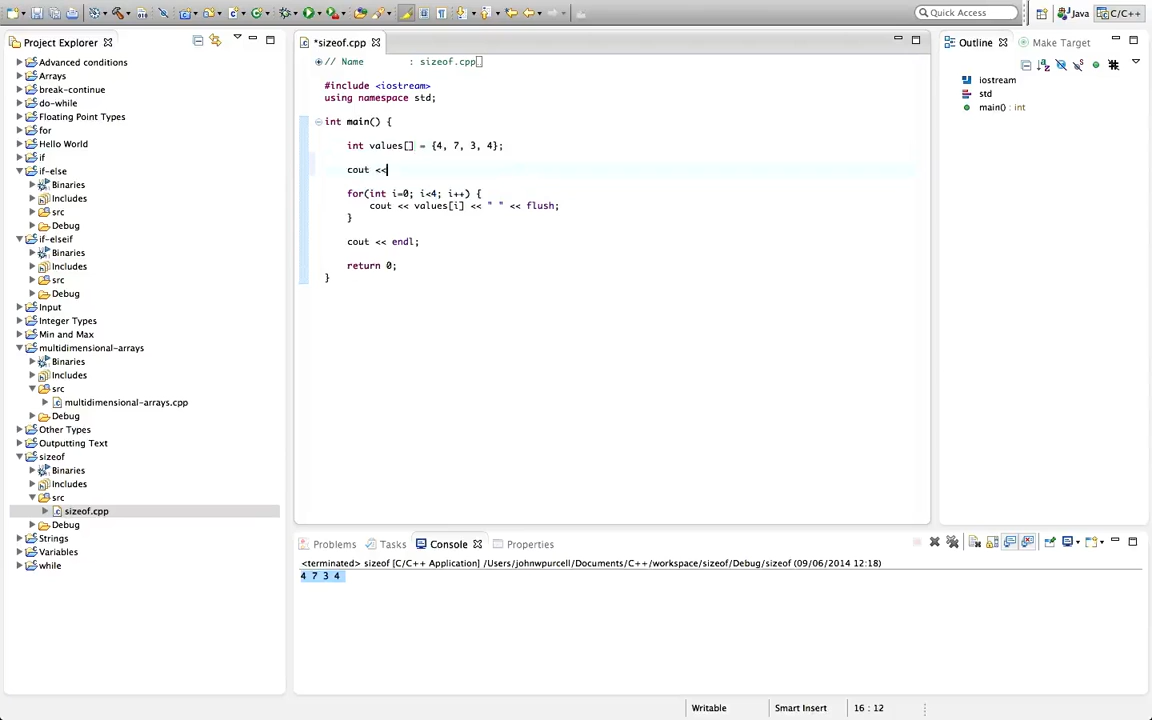 Quick Access
Java
C/C++
Project Explorer
Advanced conditions
Arrays
break-continue
do-while
Floating Point Types
for
Hello World
if
if-else
Binaries
Includes
src
Debug
if-elseif
Binaries
Includes
src
Debug
Input
Integer Types
Min and Max
multidimensional-arrays
Binaries
Includes
src
multidimensional-arrays.cpp
Debug
Other Types
Outputting Text
sizeof
Binaries
Includes
src
sizeof.cpp
Debug
Strings
Variables
while
*sizeof.cpp
// Name : sizeof.cpp
#include <iostream>
using namespace std;
int main() {
int values[] = {4, 7, 3, 4};
cout <<
for(int i=0; i<4; i++) {
cout << values[i] << " " << flush;
}
cout << endl;
return 0;
}
Outline
Make Target
iostream
std
main() : int
Problems
Tasks
Console
Properties
<terminated> sizeof [C/C++ Application] /Users/johnwpurcell/Documents/C++/workspace/sizeof/Debug/sizeof (09/06/2014 12:18)
4 7 3 4
Writable
Smart Insert
16 : 12